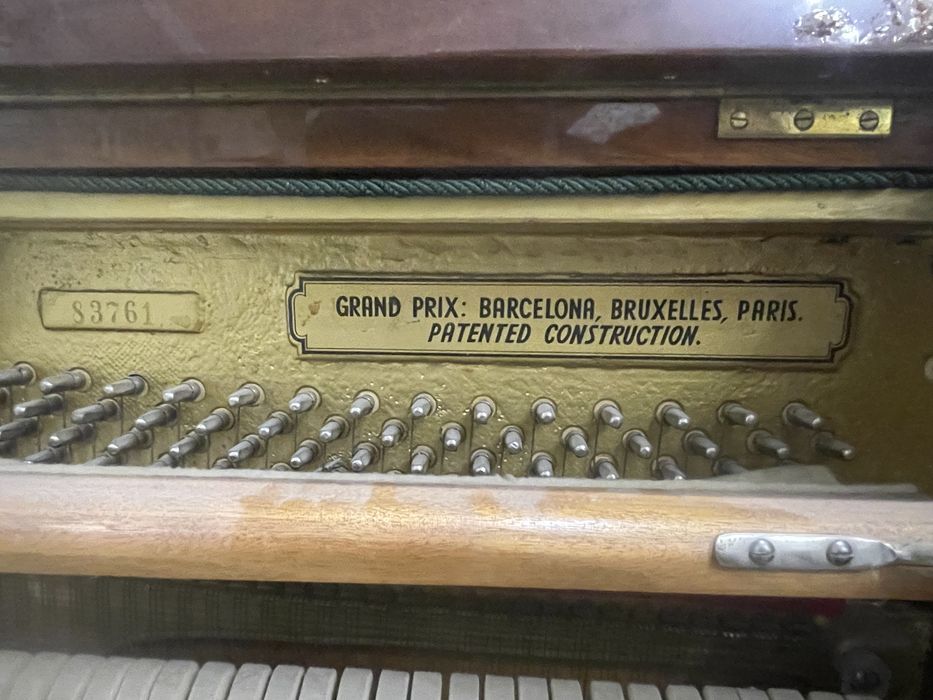 83761
GRAND PRIX: BARCELONA, BRUXELLES, PARIS.
PATENTED CONSTRUCTION.